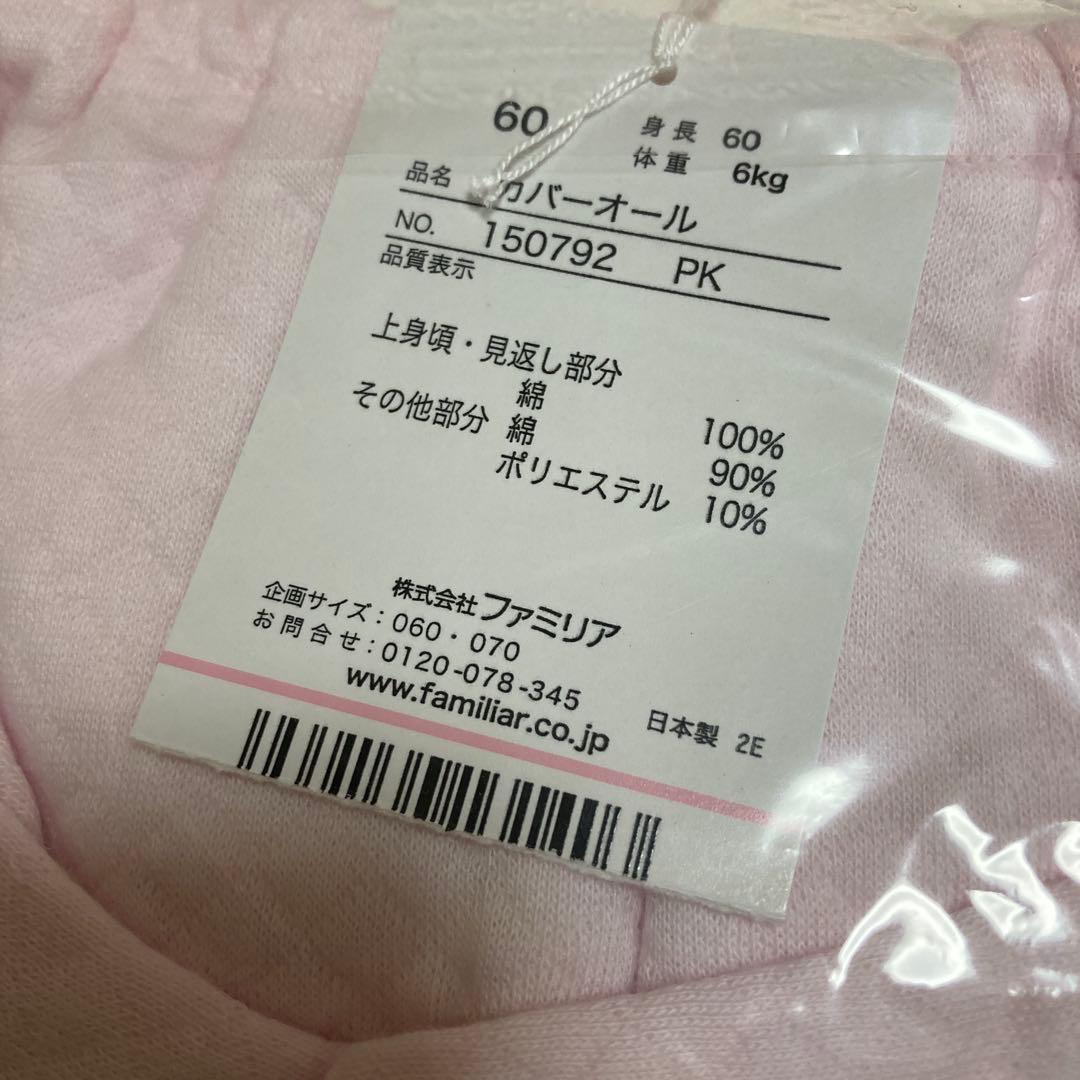 60
身長 60
体重 6kg
品名 カバーオール
NO. 150792 PK
品質表示
上身頃・見返し部分
綿 100%
その他部分 綿 90%
ポリエステル 10%
株式会社ファミリア
企画サイズ：060・070
お問合せ：0120-078-345
www.familiar.co.jp
日本製 2E